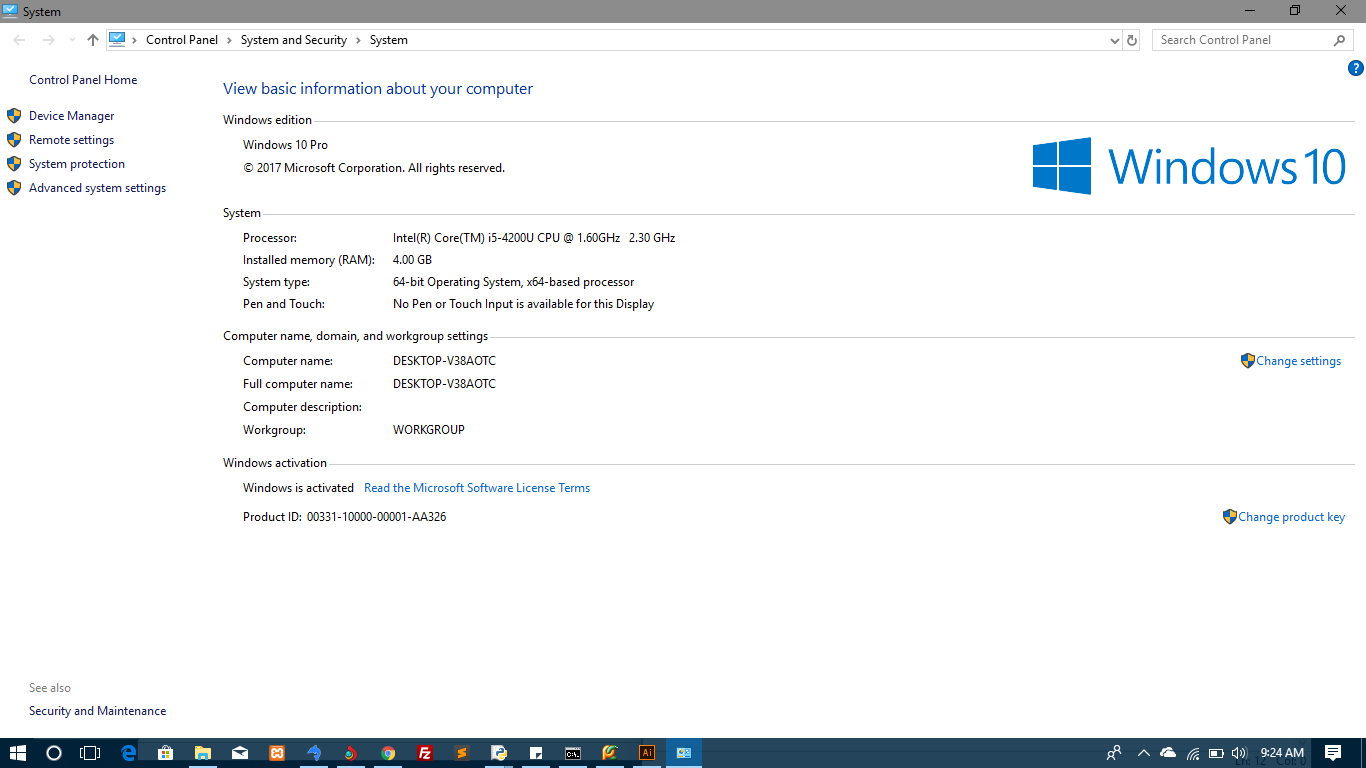 System
Control Panel > System and Security > System
Search Control Panel
?
Control Panel Home
Device Manager
Remote settings
System protection
Advanced system settings
View basic information about your computer
Windows edition
Windows 10 Pro
© 2017 Microsoft Corporation. All rights reserved.
Windows 10
System
Processor: Intel(R) Core(TM) i5-4200U CPU @ 1.60GHz 2.30 GHz
Installed memory (RAM): 4.00 GB
System type: 64-bit Operating System, x64-based processor
Pen and Touch: No Pen or Touch Input is available for this Display
Computer name, domain, and workgroup settings
Computer name: DESKTOP-V38AOTC
Change settings
Full computer name: DESKTOP-V38AOTC
Computer description:
Workgroup: WORKGROUP
Windows activation
Windows is activated Read the Microsoft Software License Terms
Product ID: 00331-10000-00001-AA326
Change product key
See also
Security and Maintenance
Fz
C:\.
Ai
9:24 AM
Ln: 12 Col: 0